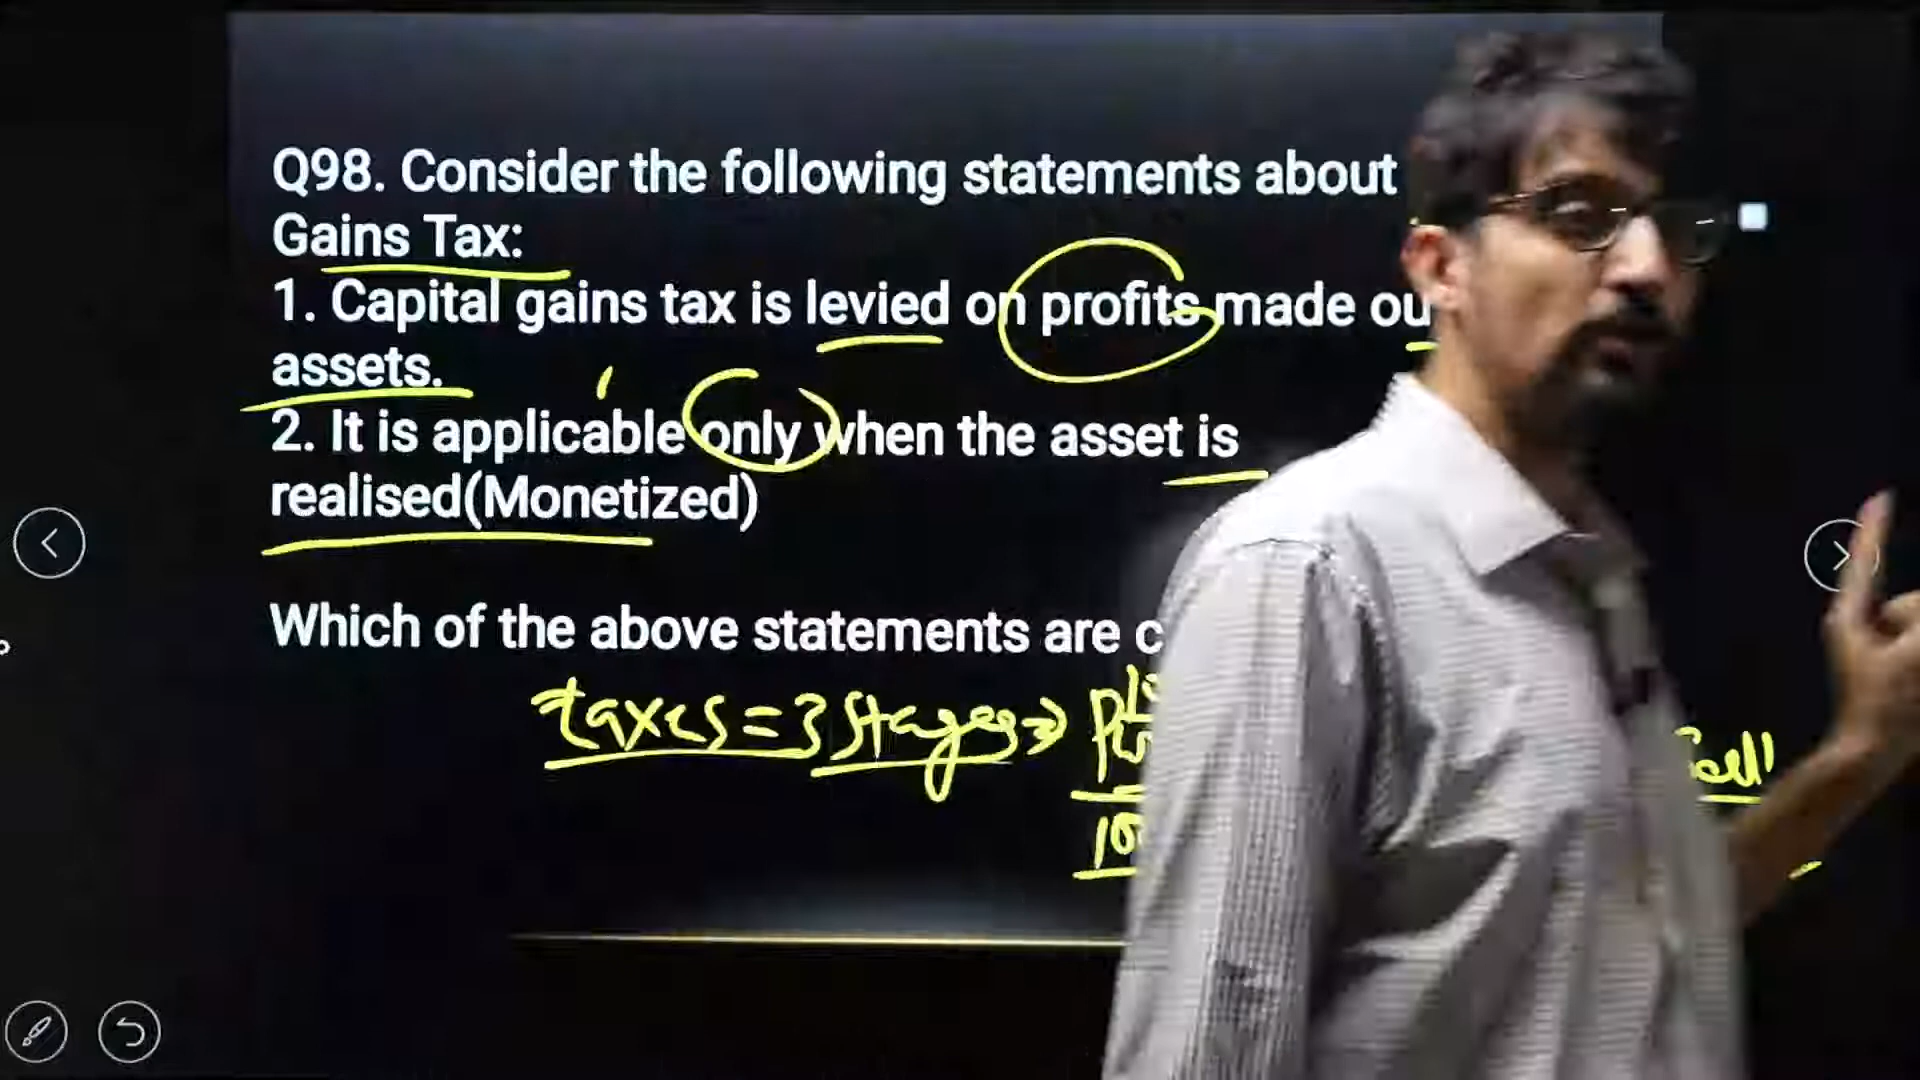 Q98. Consider the following statements about
Gains Tax:
1. Capital gains tax is levied on profits made ou
assets.
2. It is applicable only when the asset is
realised(Monetized)
Which of the above statements are c
taxes = 3 stages →